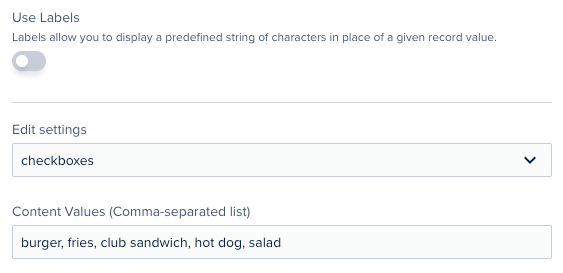 Use Labels
Labels allow you to display a predefined string of characters in place of a given record value.
Edit settings
checkboxes
Content Values (Comma-separated list)
burger, fries, club sandwich, hot dog, salad